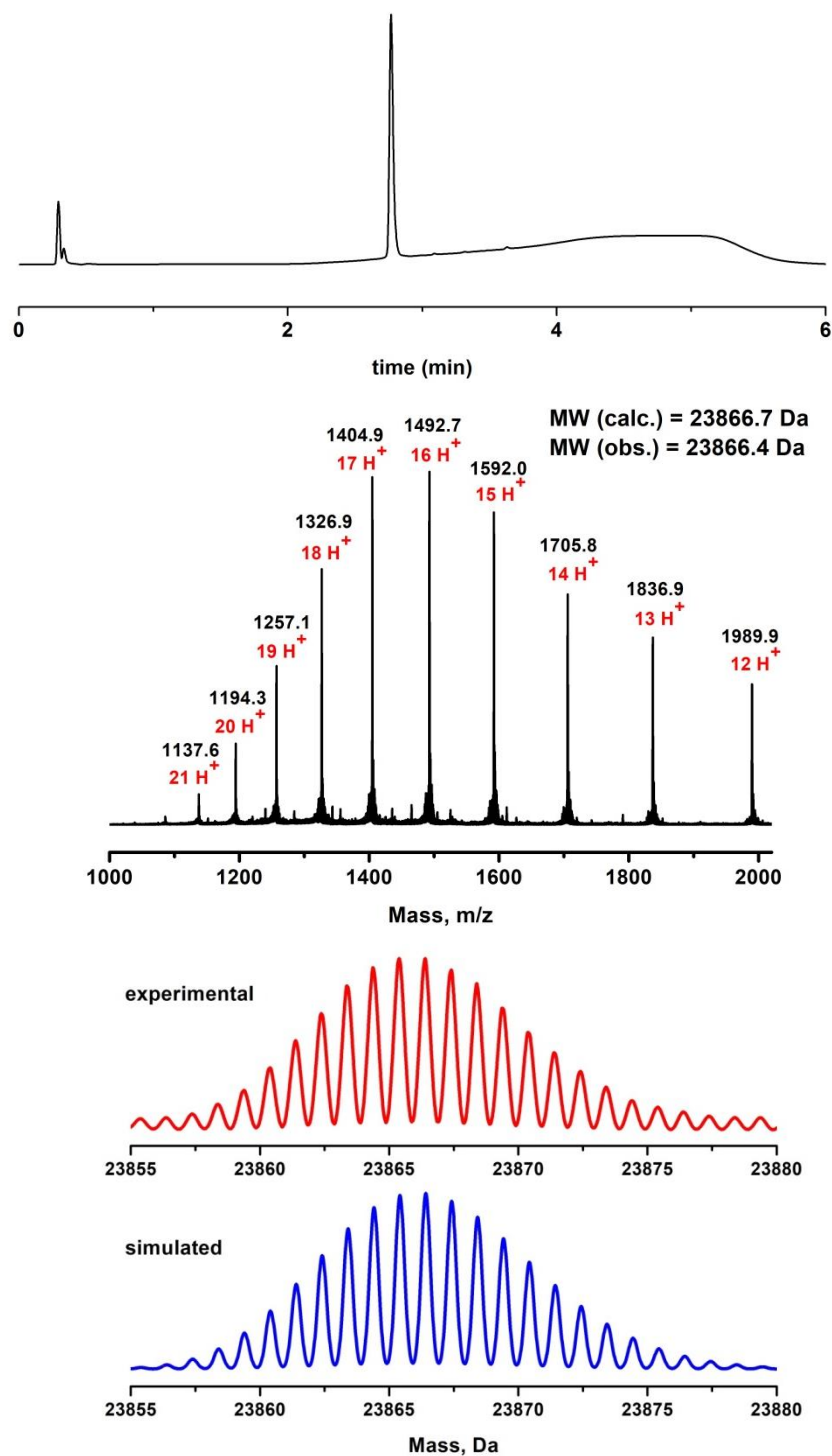 0 2 4 6
time (min)
MW (calc.) = 23866.7 Da
MW (obs.) = 23866.4 Da
1137.6
21 H+
1194.3
20 H+
1257.1
19 H+
1326.9
18 H+
1404.9
17 H+
1492.7
16 H+
1592.0
15 H+
1705.8
14 H+
1836.9
13 H+
1989.9
12 H+
1000 1200 1400 1600 1800 2000
Mass, m/z
experimental
23855 23860 23865 23870 23875 23880
simulated
23855 23860 23865 23870 23875 23880
Mass, Da